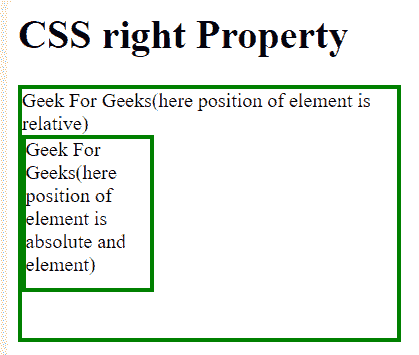 CSS right Property
Geek For Geeks(here position of element is
relative)
Geek For
Geeks(here
position of
element is
absolute and
element)